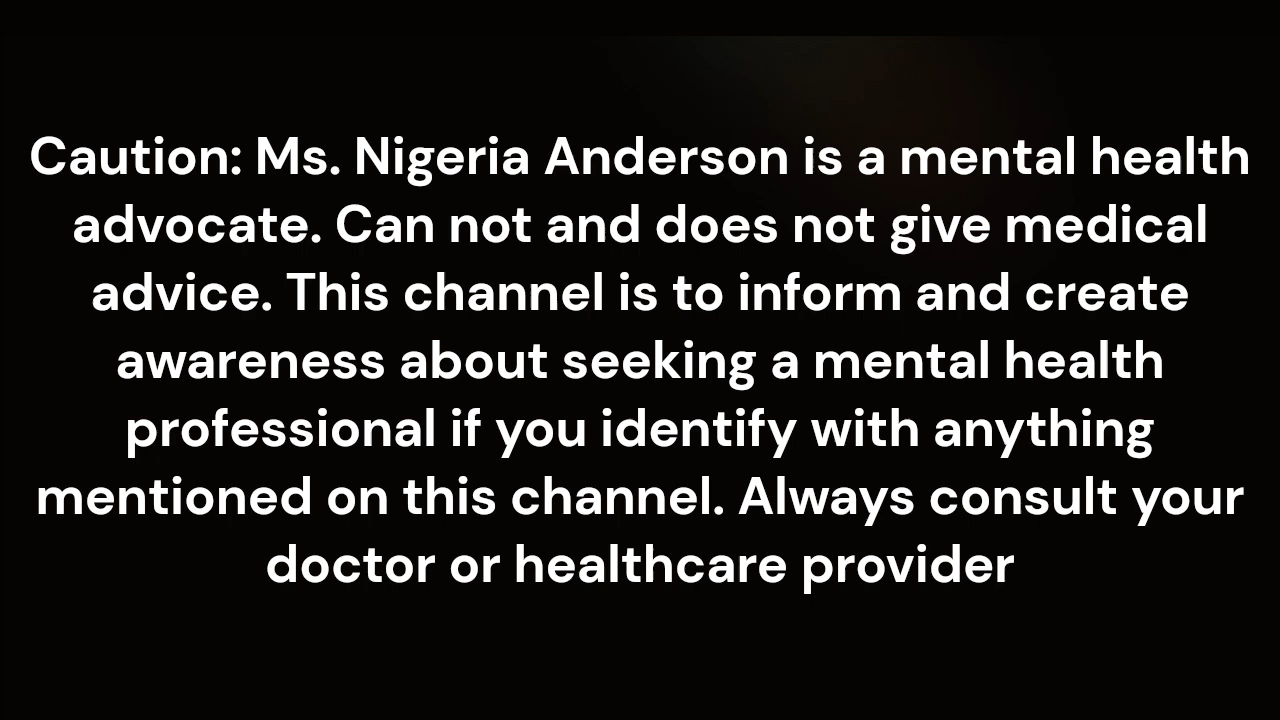 Caution: Ms. Nigeria Anderson is a mental health
advocate. Can not and does not give medical
advice. This channel is to inform and create
awareness about seeking a mental health
professional if you identify with anything
mentioned on this channel. Always consult your
doctor or healthcare provider